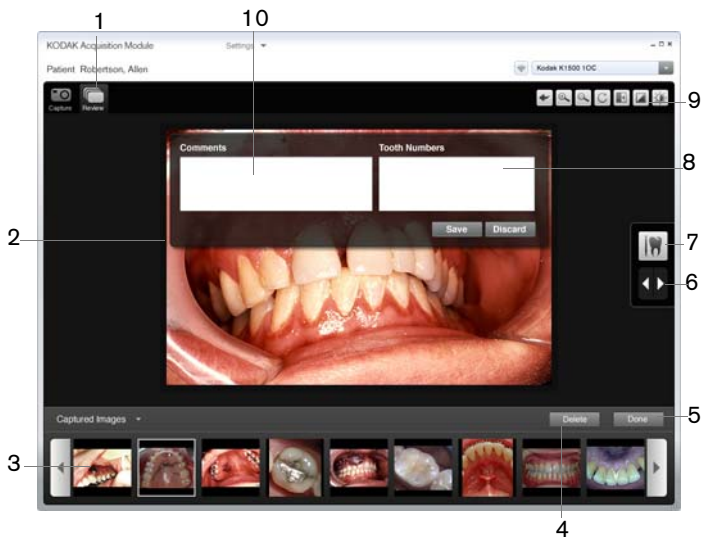 1
10
KODAK Acquisition Module Settings
Patient Robertson, Allen Kodak K1500 1OC
Capture Review
9
Comments Tooth Numbers
8
2
Save Discard
7
6
Captured Images Delete Done
5
3
4